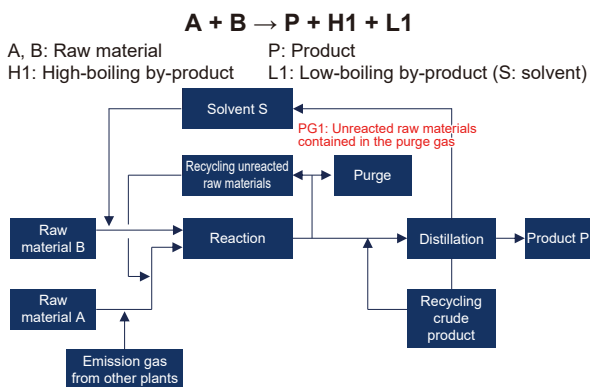 A + B → P + H1 + L1
A, B: Raw material
P: Product
H1: High-boiling by-product
L1: Low-boiling by-product (S: solvent)
Solvent S
PG1: Unreacted raw materials
contained in the purge gas
Recycling unreacted
raw materials
Purge
Raw
material B
Reaction
Distillation
Product P
Raw
material A
Recycling
crude
product
Emission gas
from other plants